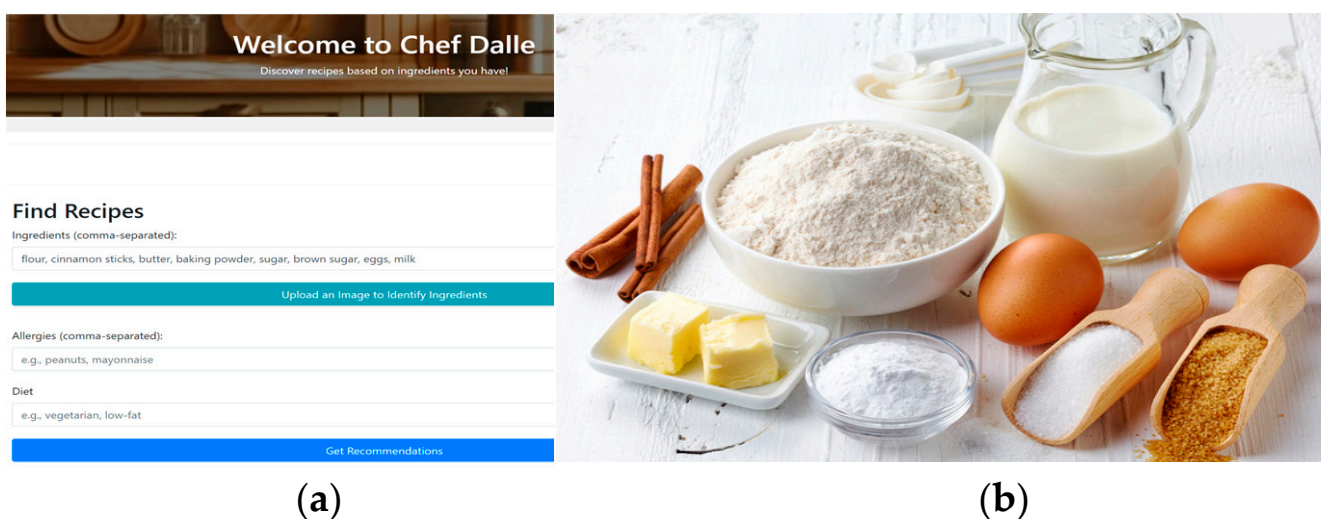 Welcome to Chef Dalle
Discover recipes based on ingredients you have!
Find Recipes
Ingredients (comma-separated):
flour, cinnamon sticks, butter, baking powder, sugar, brown sugar, eggs, milk
Upload an Image to Identify Ingredients
Allergies (comma-separated):
e.g., peanuts, mayonnaise
Diet
e.g., vegetarian, low-fat
Get Recommendations
(a)
(b)